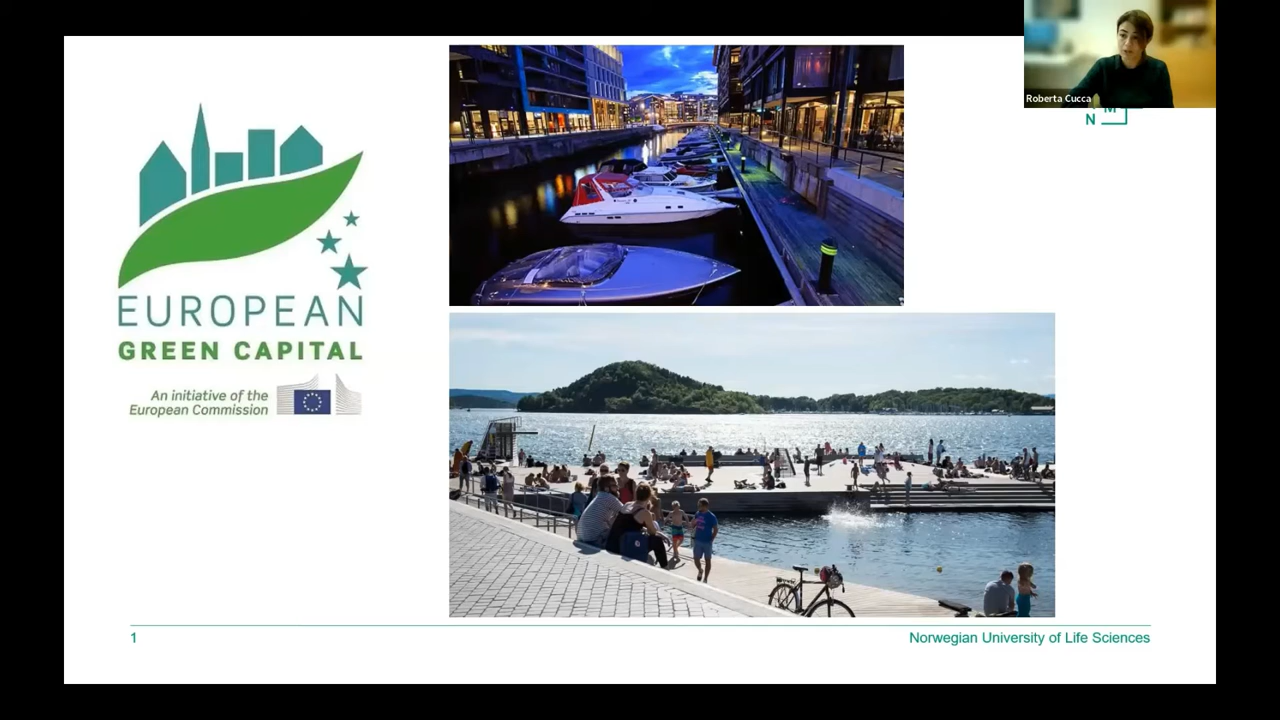 Roberta Cucca
N M
EUROPEAN
GREEN CAPITAL
An initiative of the
European Commission
1
Norwegian University of Life Sciences